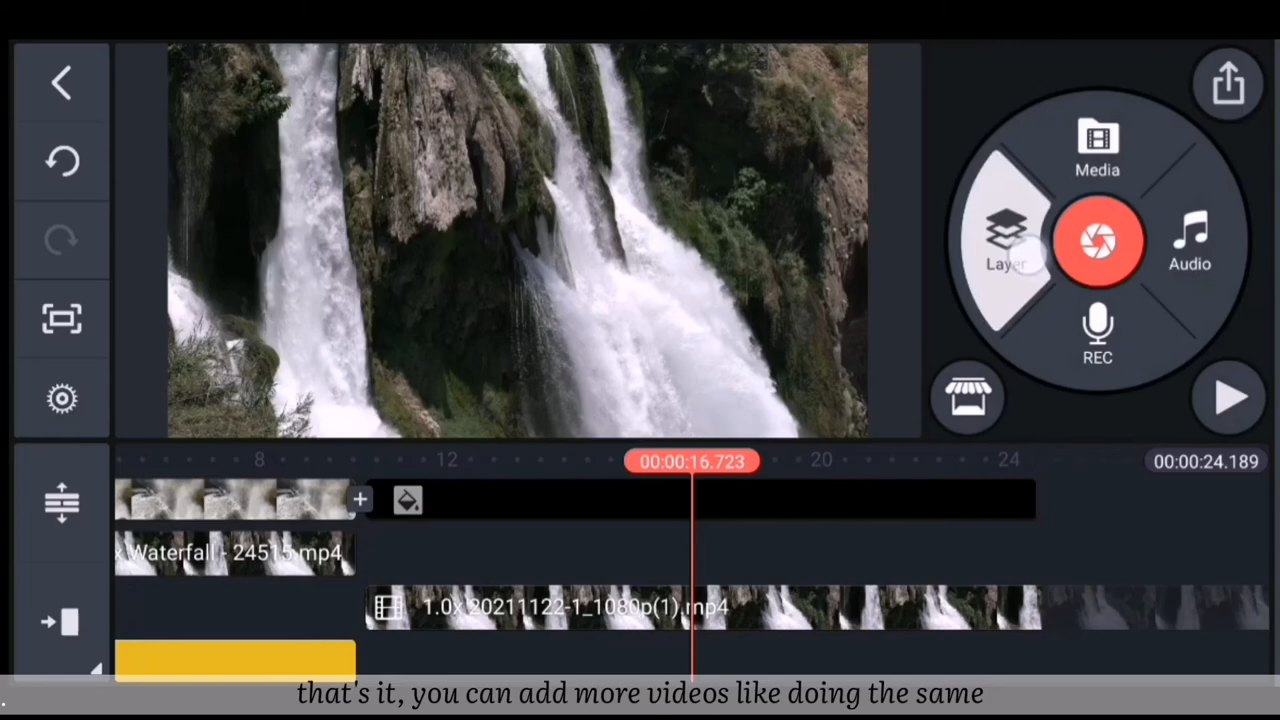 Media
Layer
Audio
REC
8
12
00:00:16.723
20
24
00:00:24.189
x Waterfall - 24515.mp4
1.0x 20211122-1_1080p(1).mp4
that's it, you can add more videos like doing the same
.